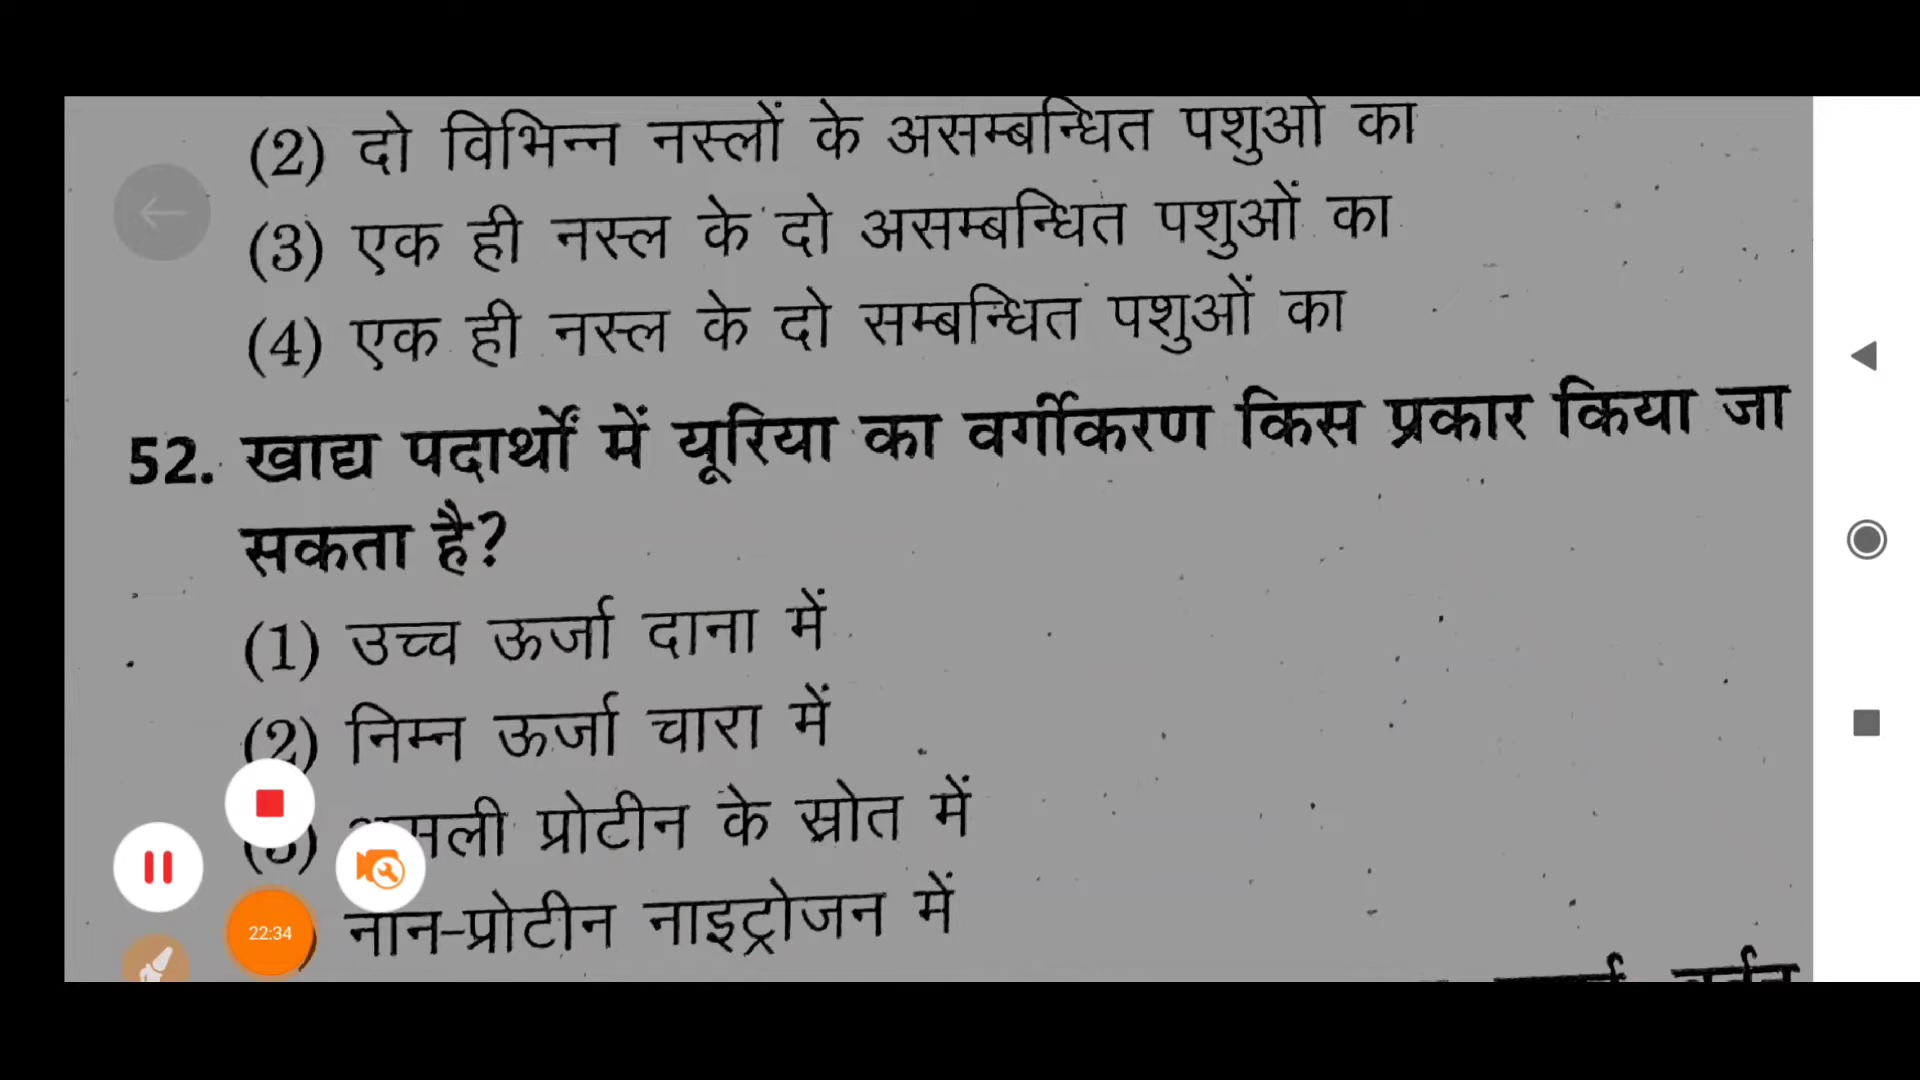 (2) दो विभिन्न नस्लों के असम्बन्धित पशुओं का
(3) एक ही नस्ल के दो असम्बन्धित पशुओं का
(4) एक ही नस्ल के दो सम्बन्धित पशुओं का
52. खाद्य पदार्थों में यूरिया का वर्गीकरण किस प्रकार किया जा
सकता है?
(1) उच्च ऊर्जा दाना में
(2) निम्न ऊर्जा चारा में
प्रोटीन के स्रोत में
नान-प्रोटीन नाइट्रोजन में
22:34